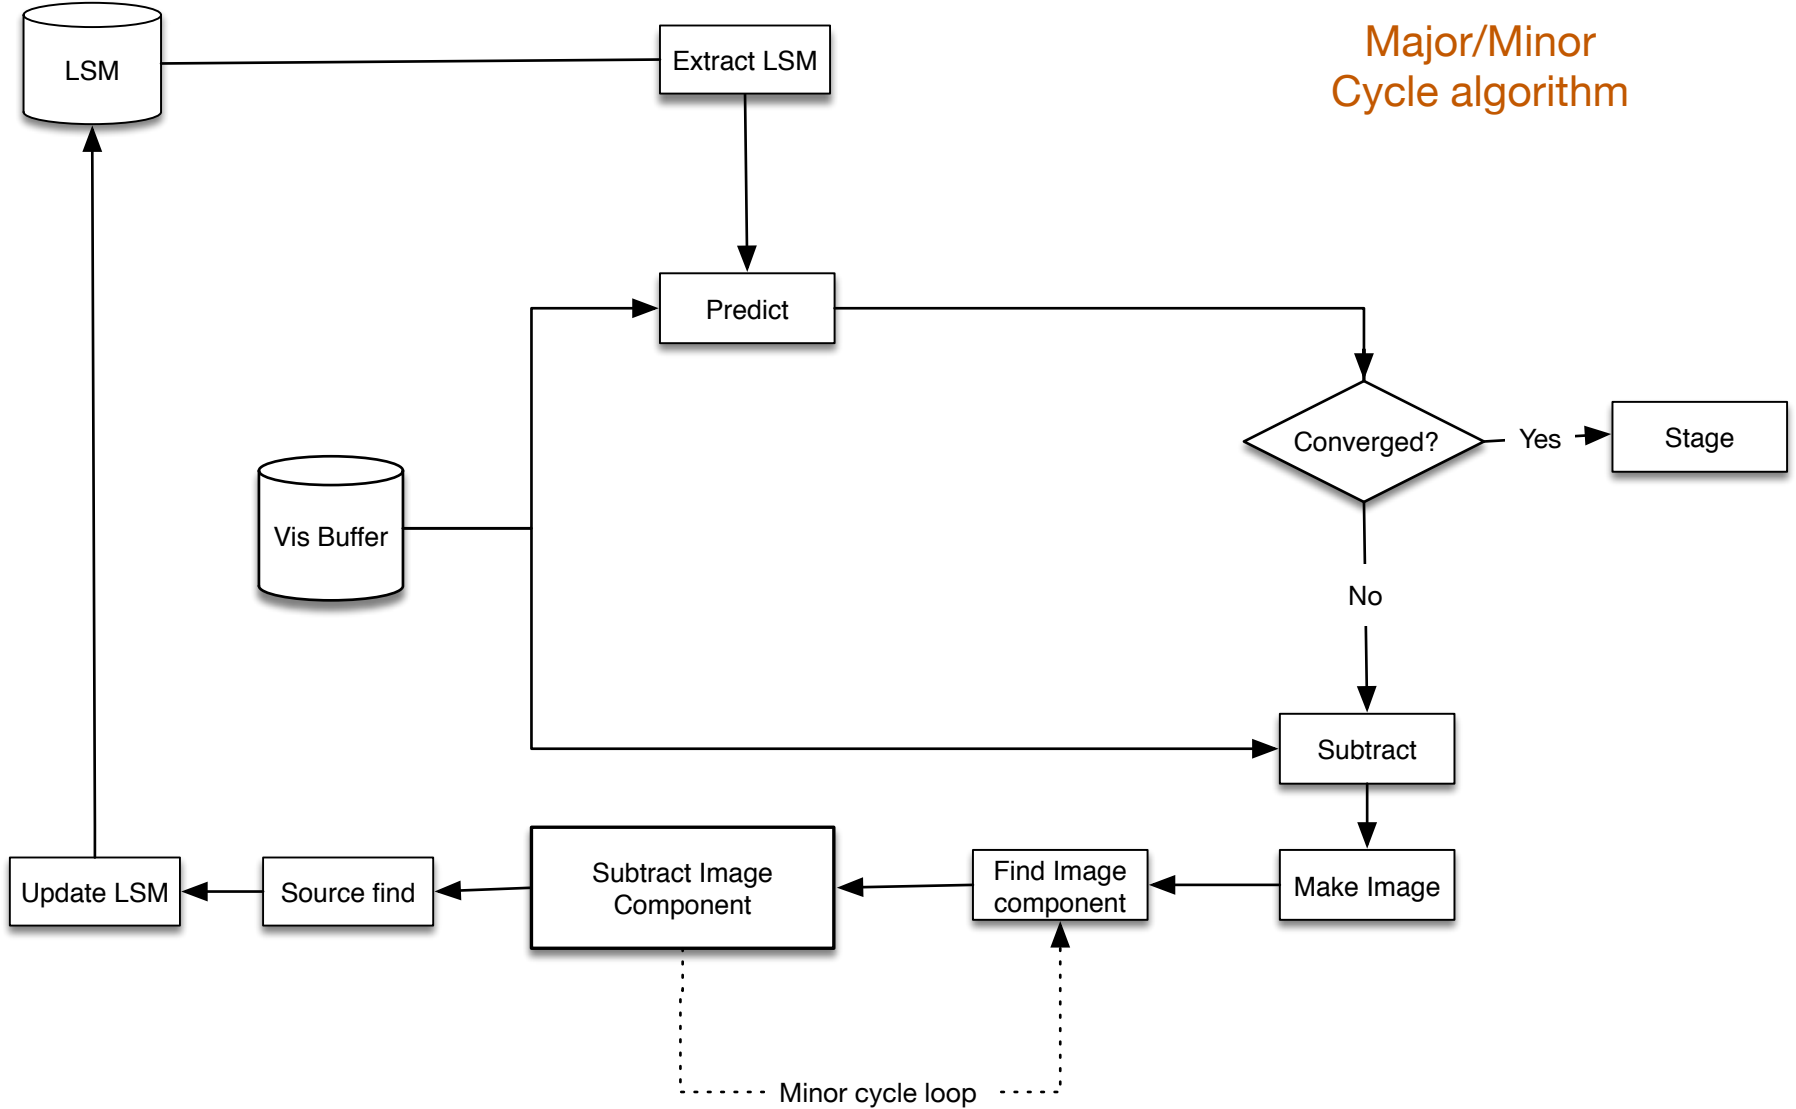 Major/Minor
Cycle algorithm
LSM
Extract LSM
Predict
Converged?
Yes
Stage
Vis Buffer
No
Subtract
Update LSM
Source find
Subtract Image
Component
Find Image
component
Make Image
Minor cycle loop